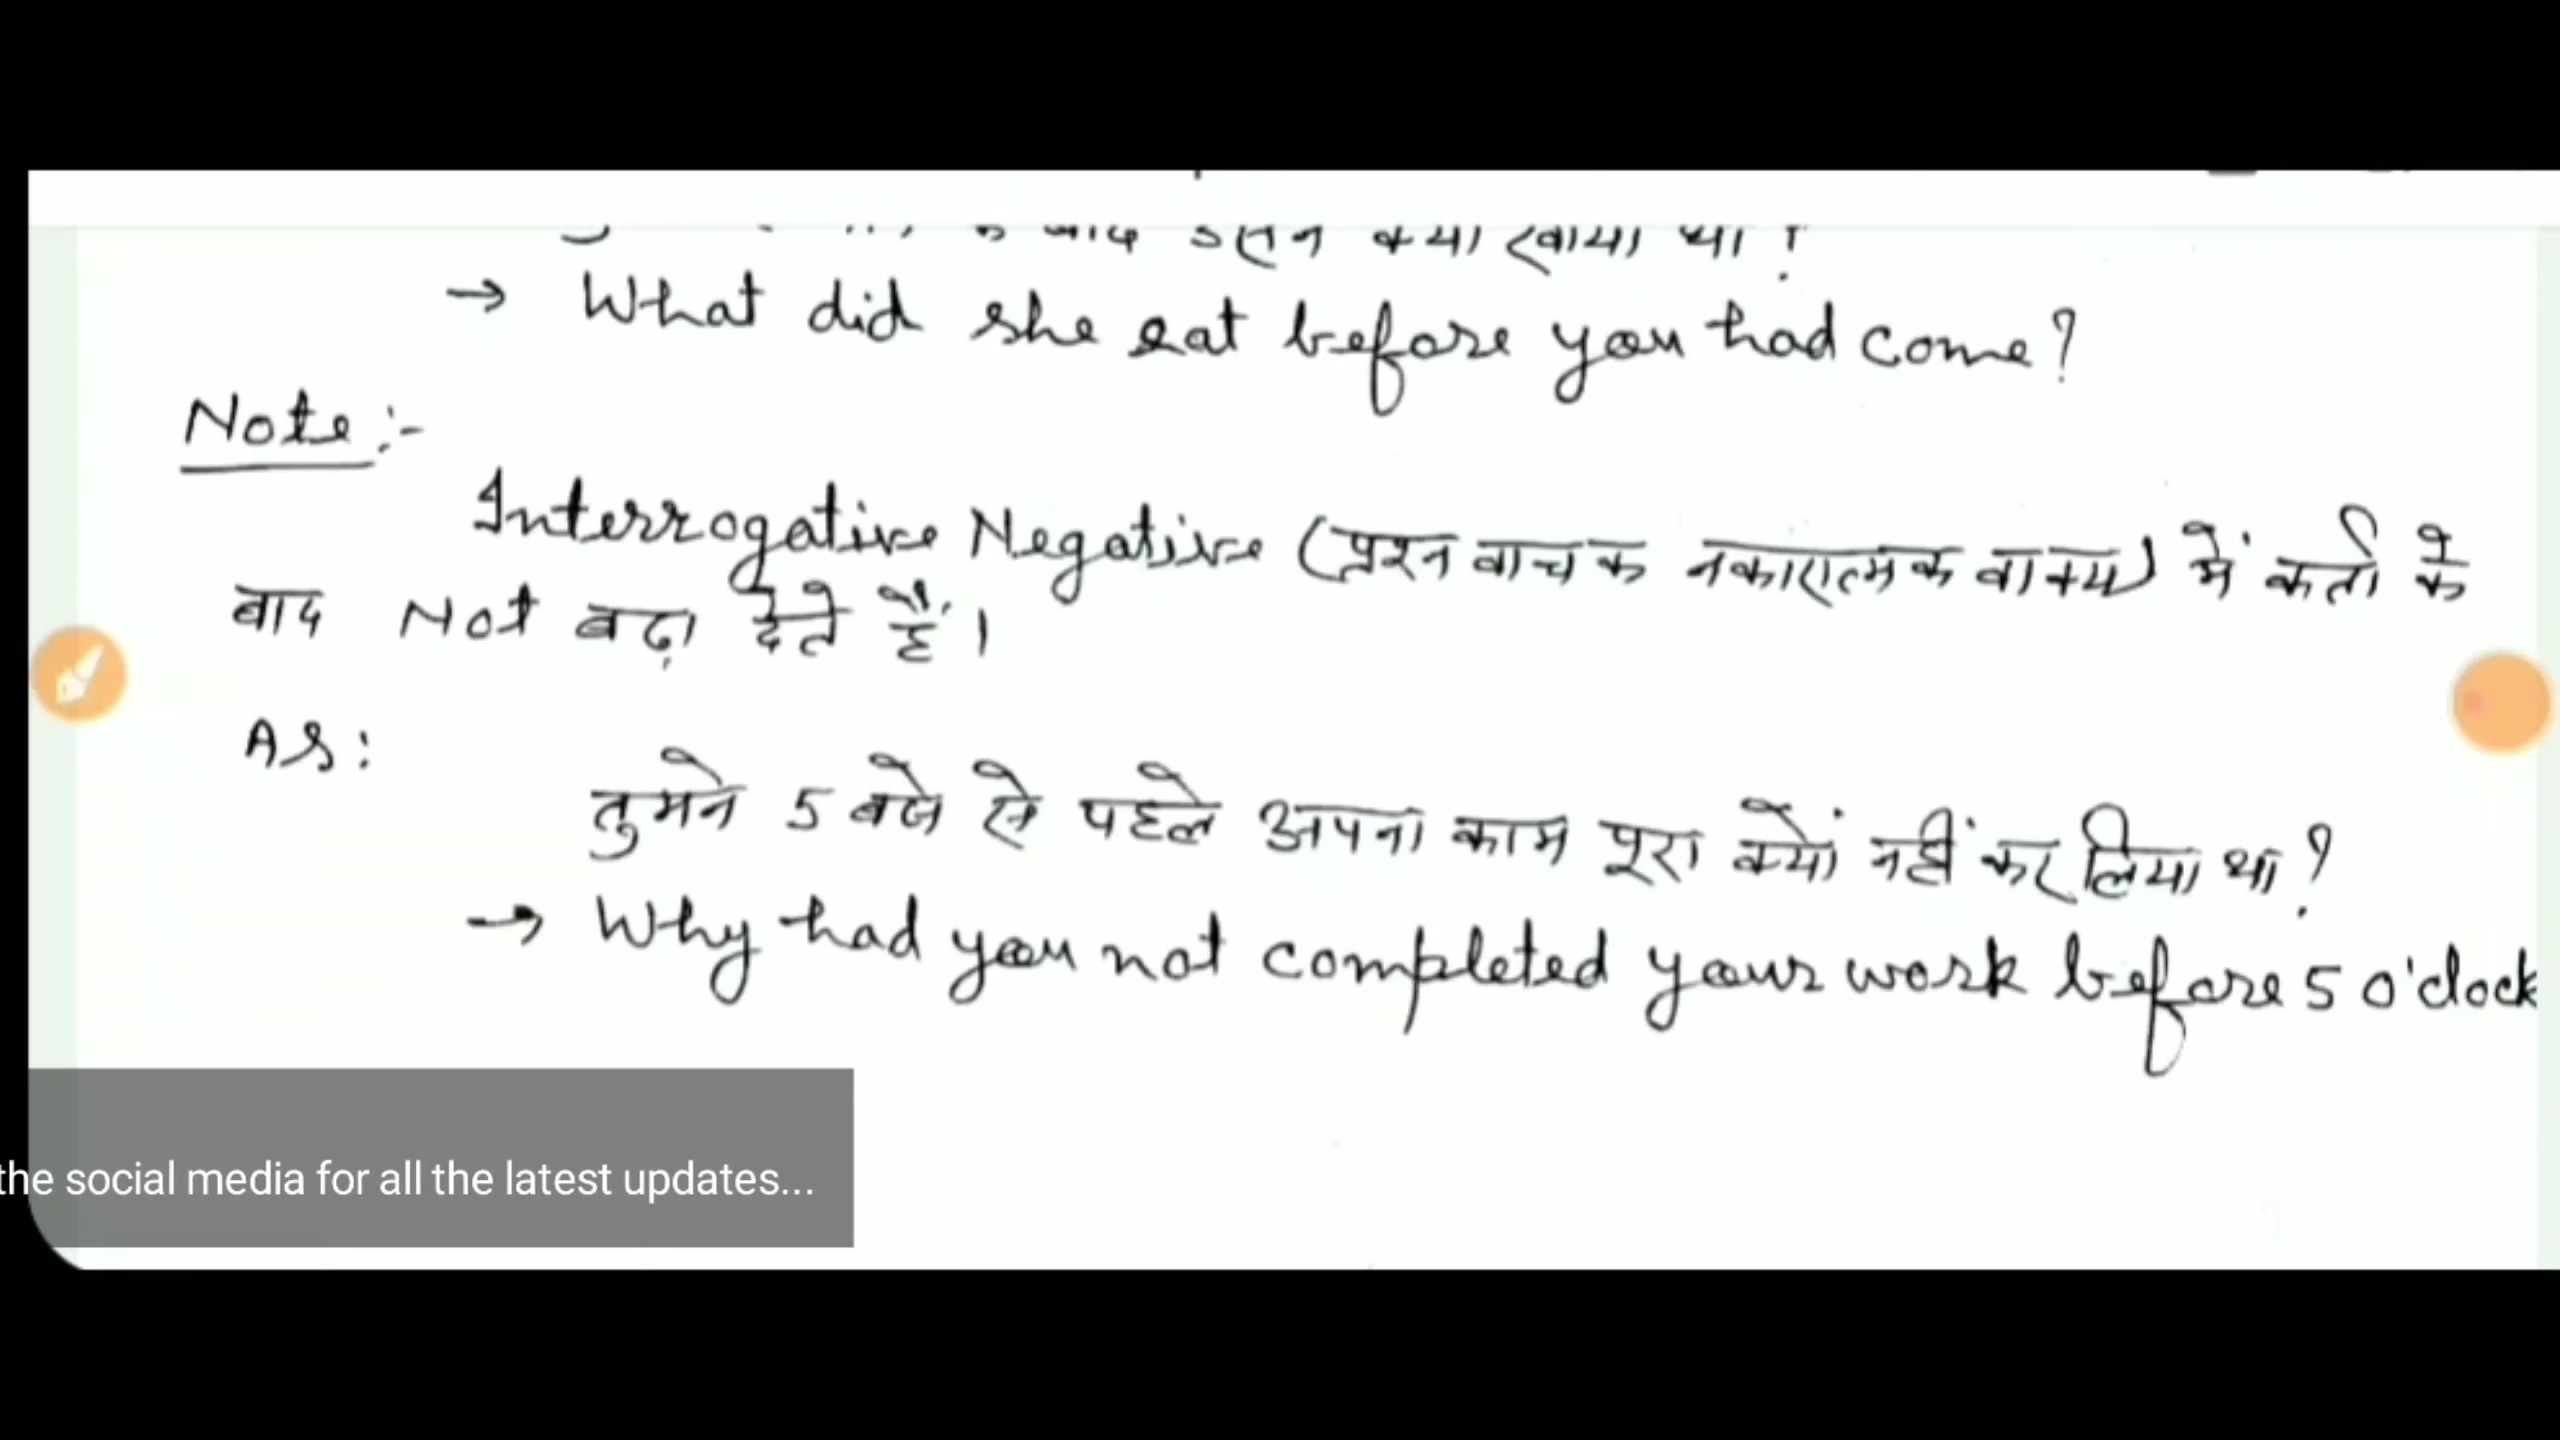 के बाद उसने क्या खाया था?
→ What did she eat before you had come?
Note :-
Interrogative Negative (प्रश्न वाचक नकारात्मक वाक्य) में कर्ता के
बाद Not बढ़ा देते हैं।
As:
तुमने 5 बजे से पहले अपना काम पूरा क्यों नहीं कर लिया था?
→ Why had you not completed your work before 5 o'clock
the social media for all the latest updates...